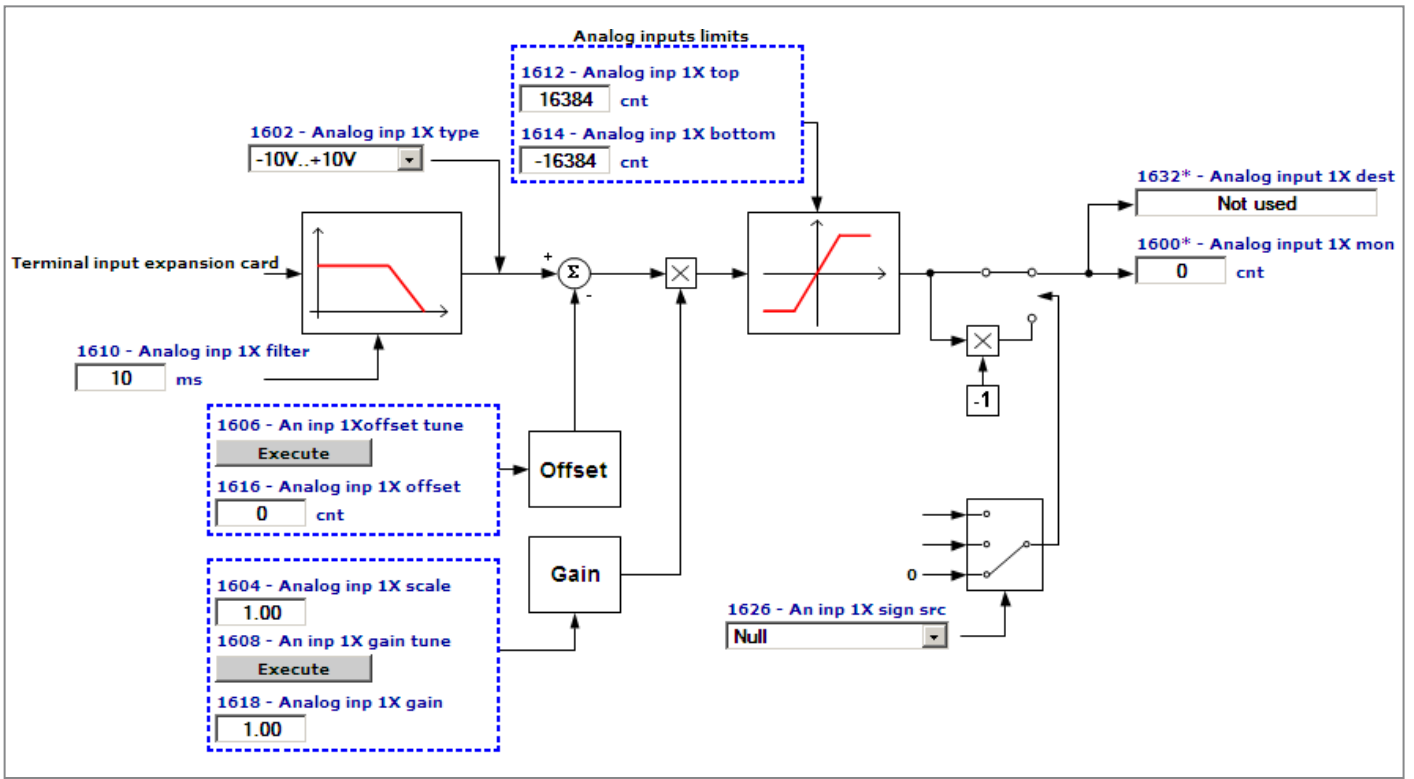 Analog inputs limits
1612 - Analog inp 1X top
16384 cnt
1614 - Analog inp 1X bottom
-16384 cnt
1602 - Analog inp 1X type
-10V..+10V
1632* - Analog input 1X dest
Not used
1600* - Analog input 1X mon
0 cnt
Terminal input expansion card
+
Σ
-
1610 - Analog inp 1X filter
10 ms
-1
1606 - An inp 1Xoffset tune
Execute
1616 - Analog inp 1X offset
0 cnt
Offset
1604 - Analog inp 1X scale
1.00
1608 - An inp 1X gain tune
Execute
1618 - Analog inp 1X gain
1.00
Gain
0
1626 - An inp 1X sign src
Null